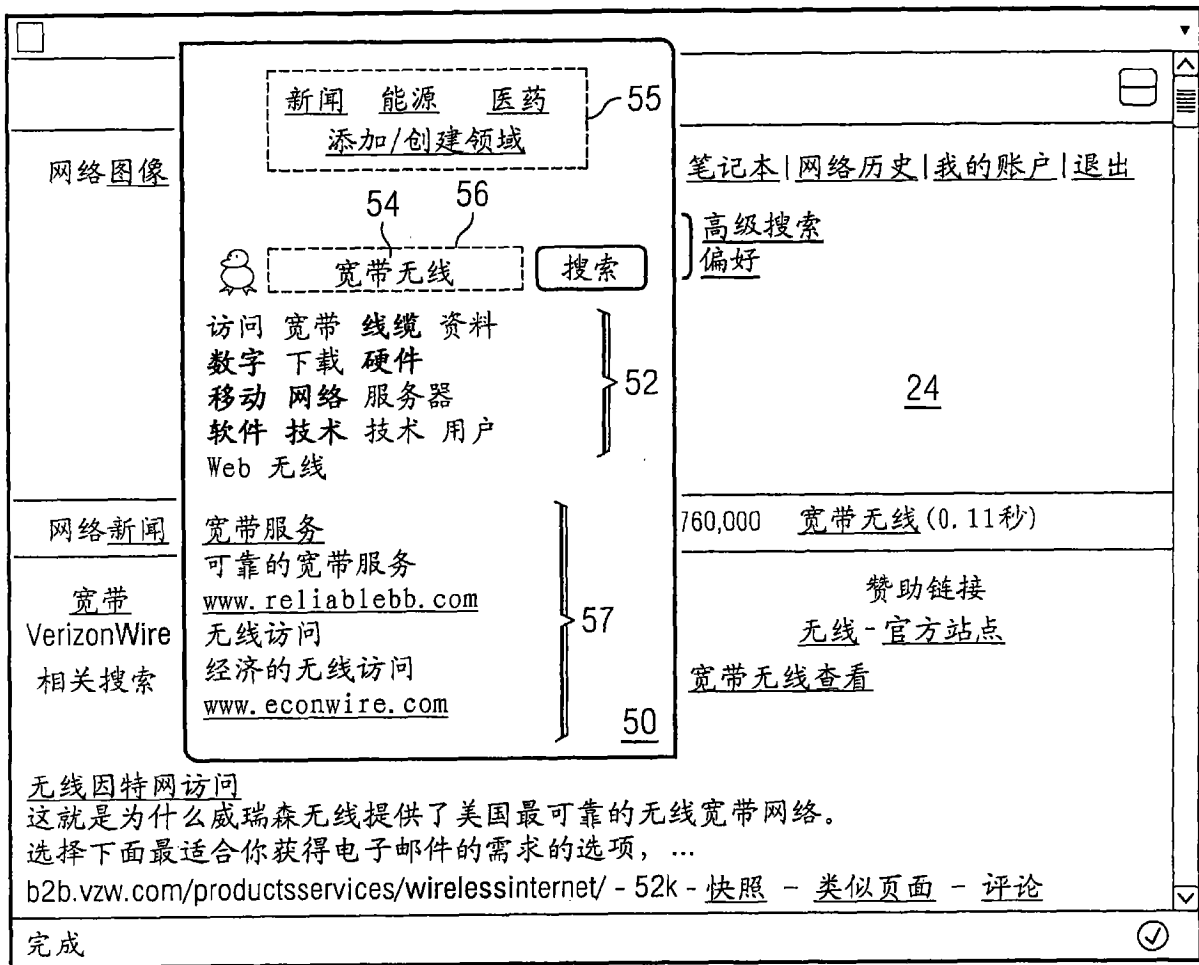 新闻 能源 医药
添加/创建领域
55
网络图像
笔记本|网络历史|我的账户|退出
54 56
高级搜索
偏好
宽带无线 搜索
访问 宽带 线缆 资料
数字 下载 硬件
移动 网络 服务器
软件 技术 技术 用户
Web 无线
52
24
网络新闻
760,000 宽带无线(0.11秒)
宽带服务
可靠的宽带服务
www.reliablebb.com
无线访问
经济的无线访问
www.econwire.com
57
50
宽带
VerizonWire
相关搜索
赞助链接
无线-官方站点
宽带无线查看
无线因特网访问
这就是为什么威瑞森无线提供了美国最可靠的无线宽带网络。
选择下面最适合你获得电子邮件的需求的选项, ...
b2b.vzw.com/productsservices/wirelessinternet/ - 52k - 快照 - 类似页面 - 评论
完成